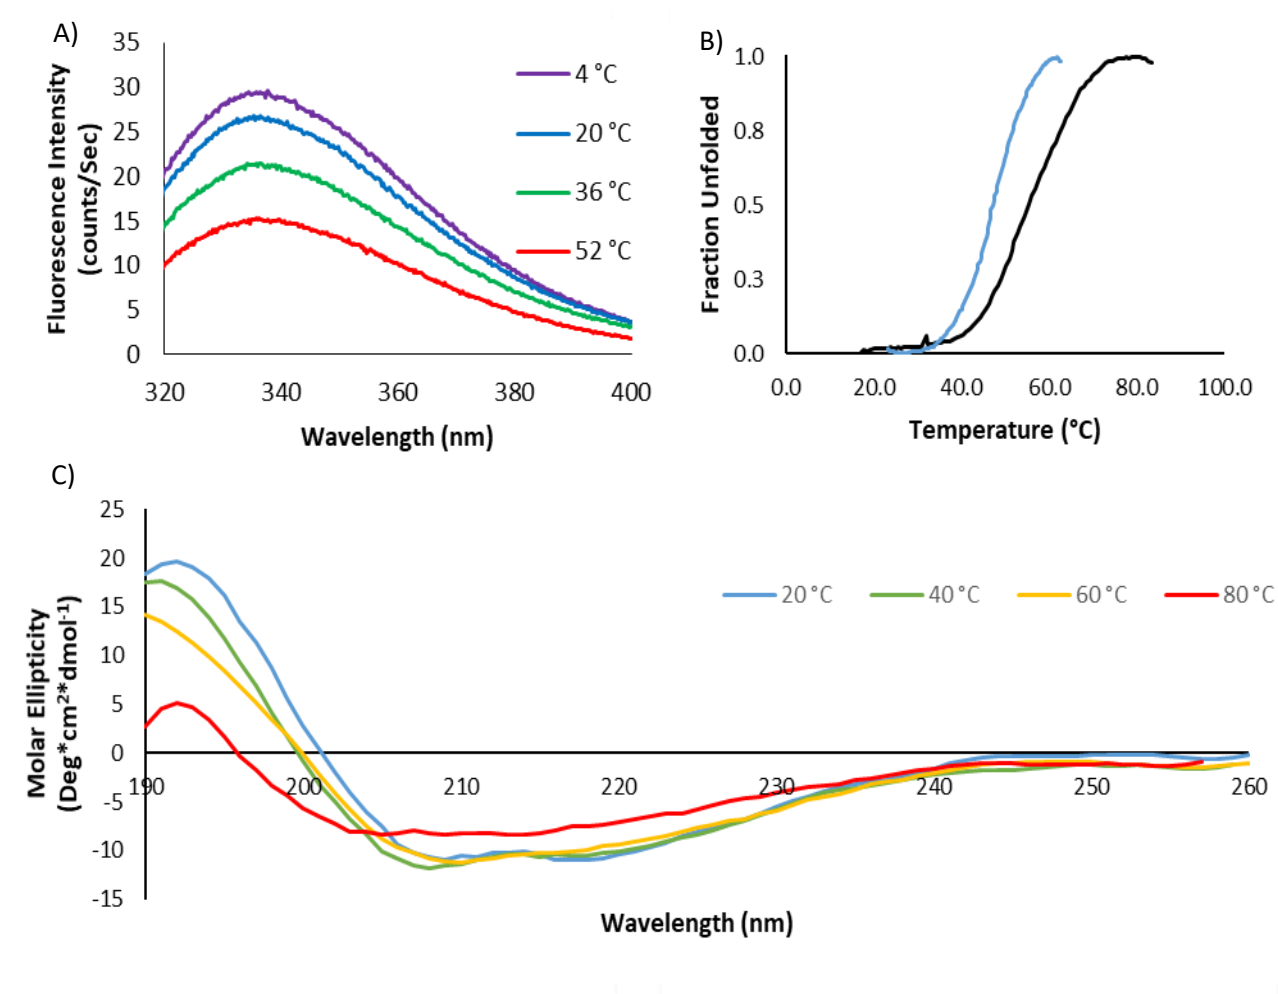 A)
35
30
25
20
15
10
5
0
Fluorescence Intensity
(counts/Sec)
320 340 360 380 400
Wavelength (nm)
4 °C
20 °C
36 °C
52 °C
B)
1.0
0.8
0.5
0.3
0.0
Fraction Unfolded
0.0 20.0 40.0 60.0 80.0 100.0
Temperature (°C)
C)
25
20
15
10
5
0
-5
-10
-15
Molar Ellipticity
(Deg*cm²*dmol⁻¹)
20 °C 40 °C 60 °C 80 °C
190 200 210 220 230 240 250 260
Wavelength (nm)